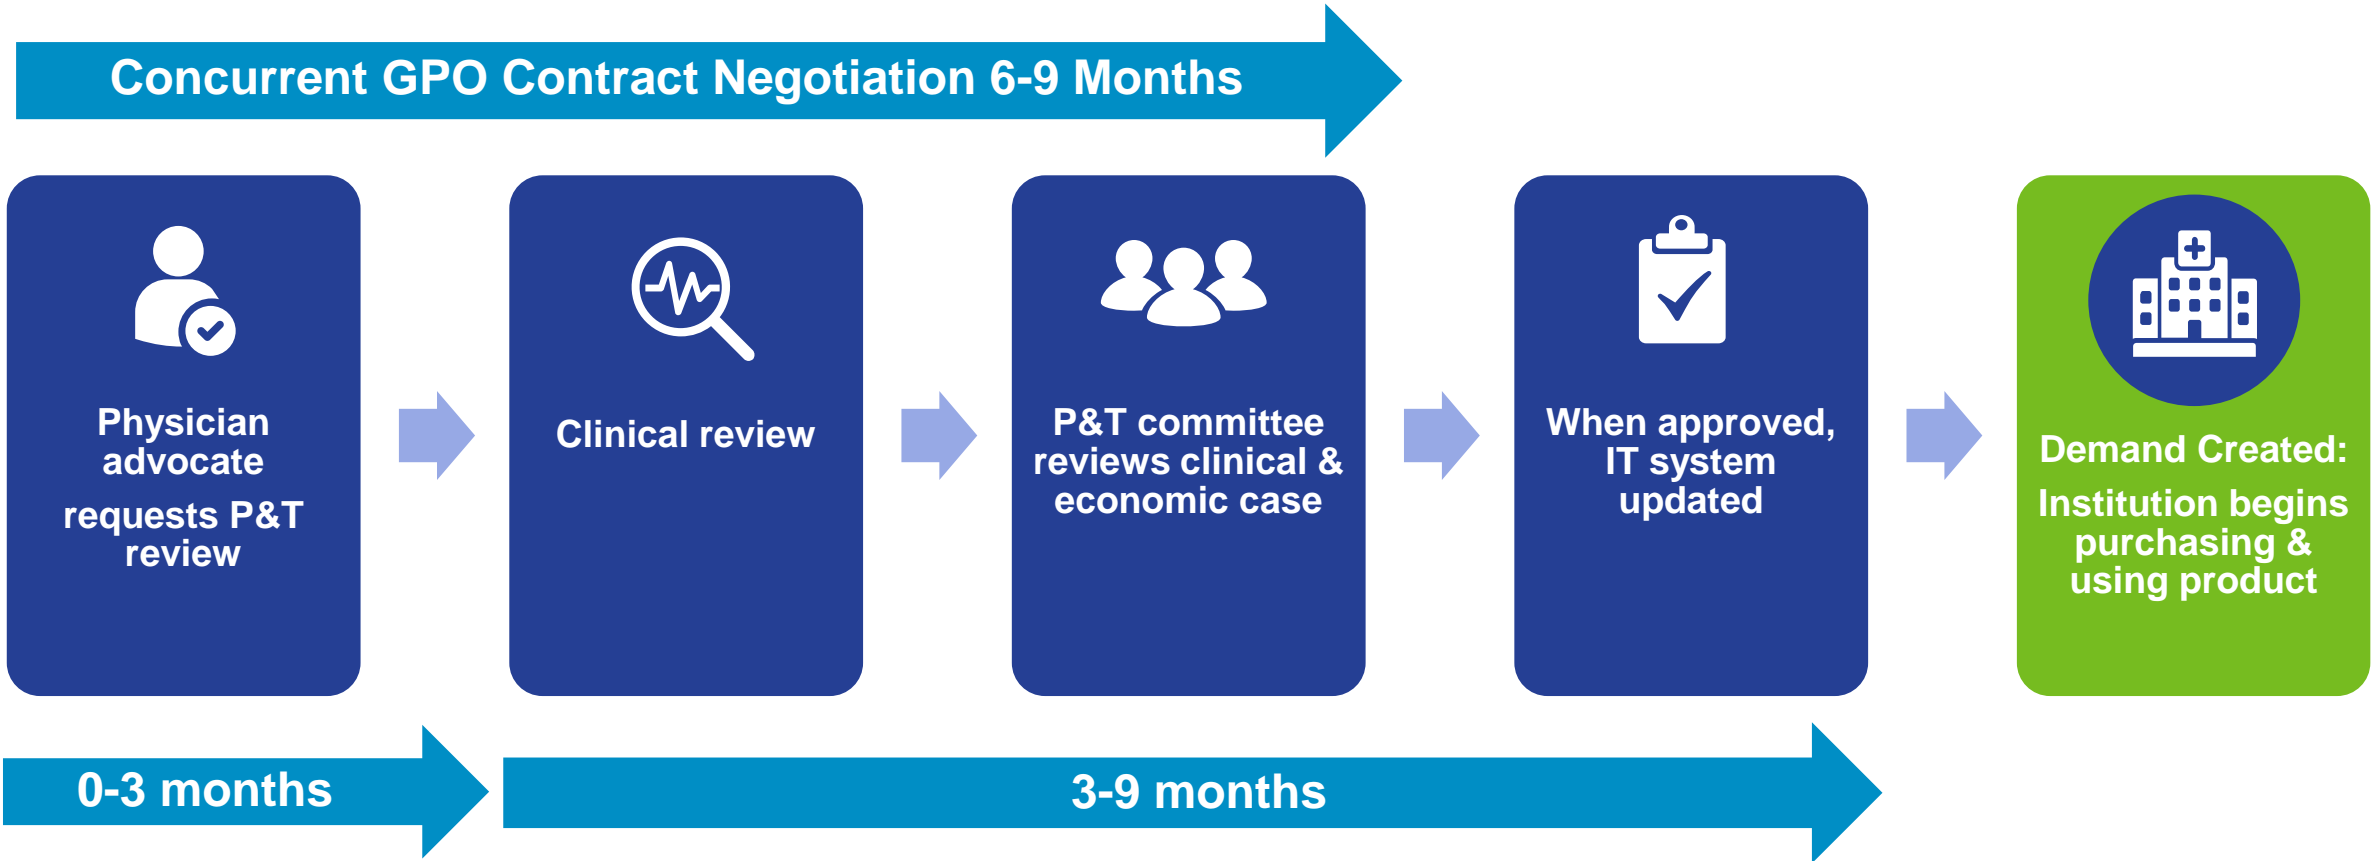 Concurrent GPO Contract Negotiation 6-9 Months
Physician
advocate
requests P&T
review
Clinical review
P&T committee
reviews clinical &
economic case
When approved,
IT system
updated
Demand Created:
Institution begins
purchasing &
using product
0-3 months
3-9 months